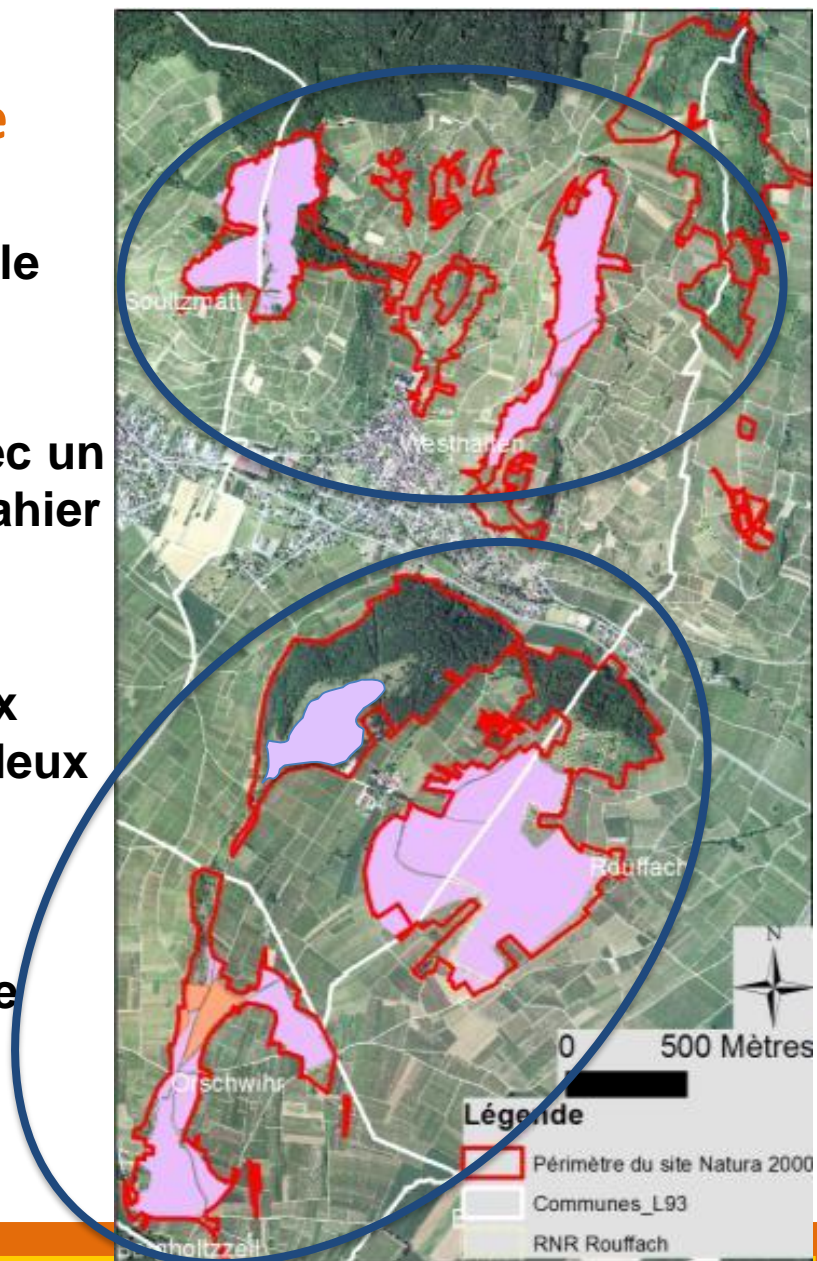 e
le
ec un
ahier
x
deux
e
Soultzmatt
Westhalten
Rouffach
Orschwihr
N
0 500 Mètres
Légende
Périmètre du site Natura 2000
Communes_L93
RNR Rouffach